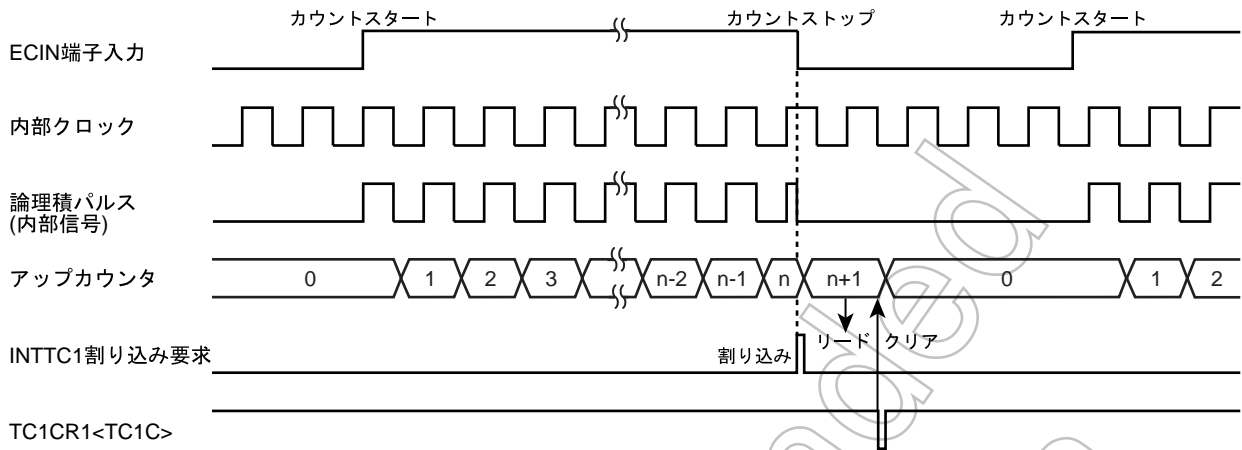 カウントスタート カウントストップ カウントスタート
ECIN端子入力
内部クロック
論理積パルス
(内部信号)
アップカウンタ 0 1 2 3 n-2 n-1 n n+1 0 1 2
リード クリア
INTTC1割り込み要求 割り込み
TC1CR1<TC1C>